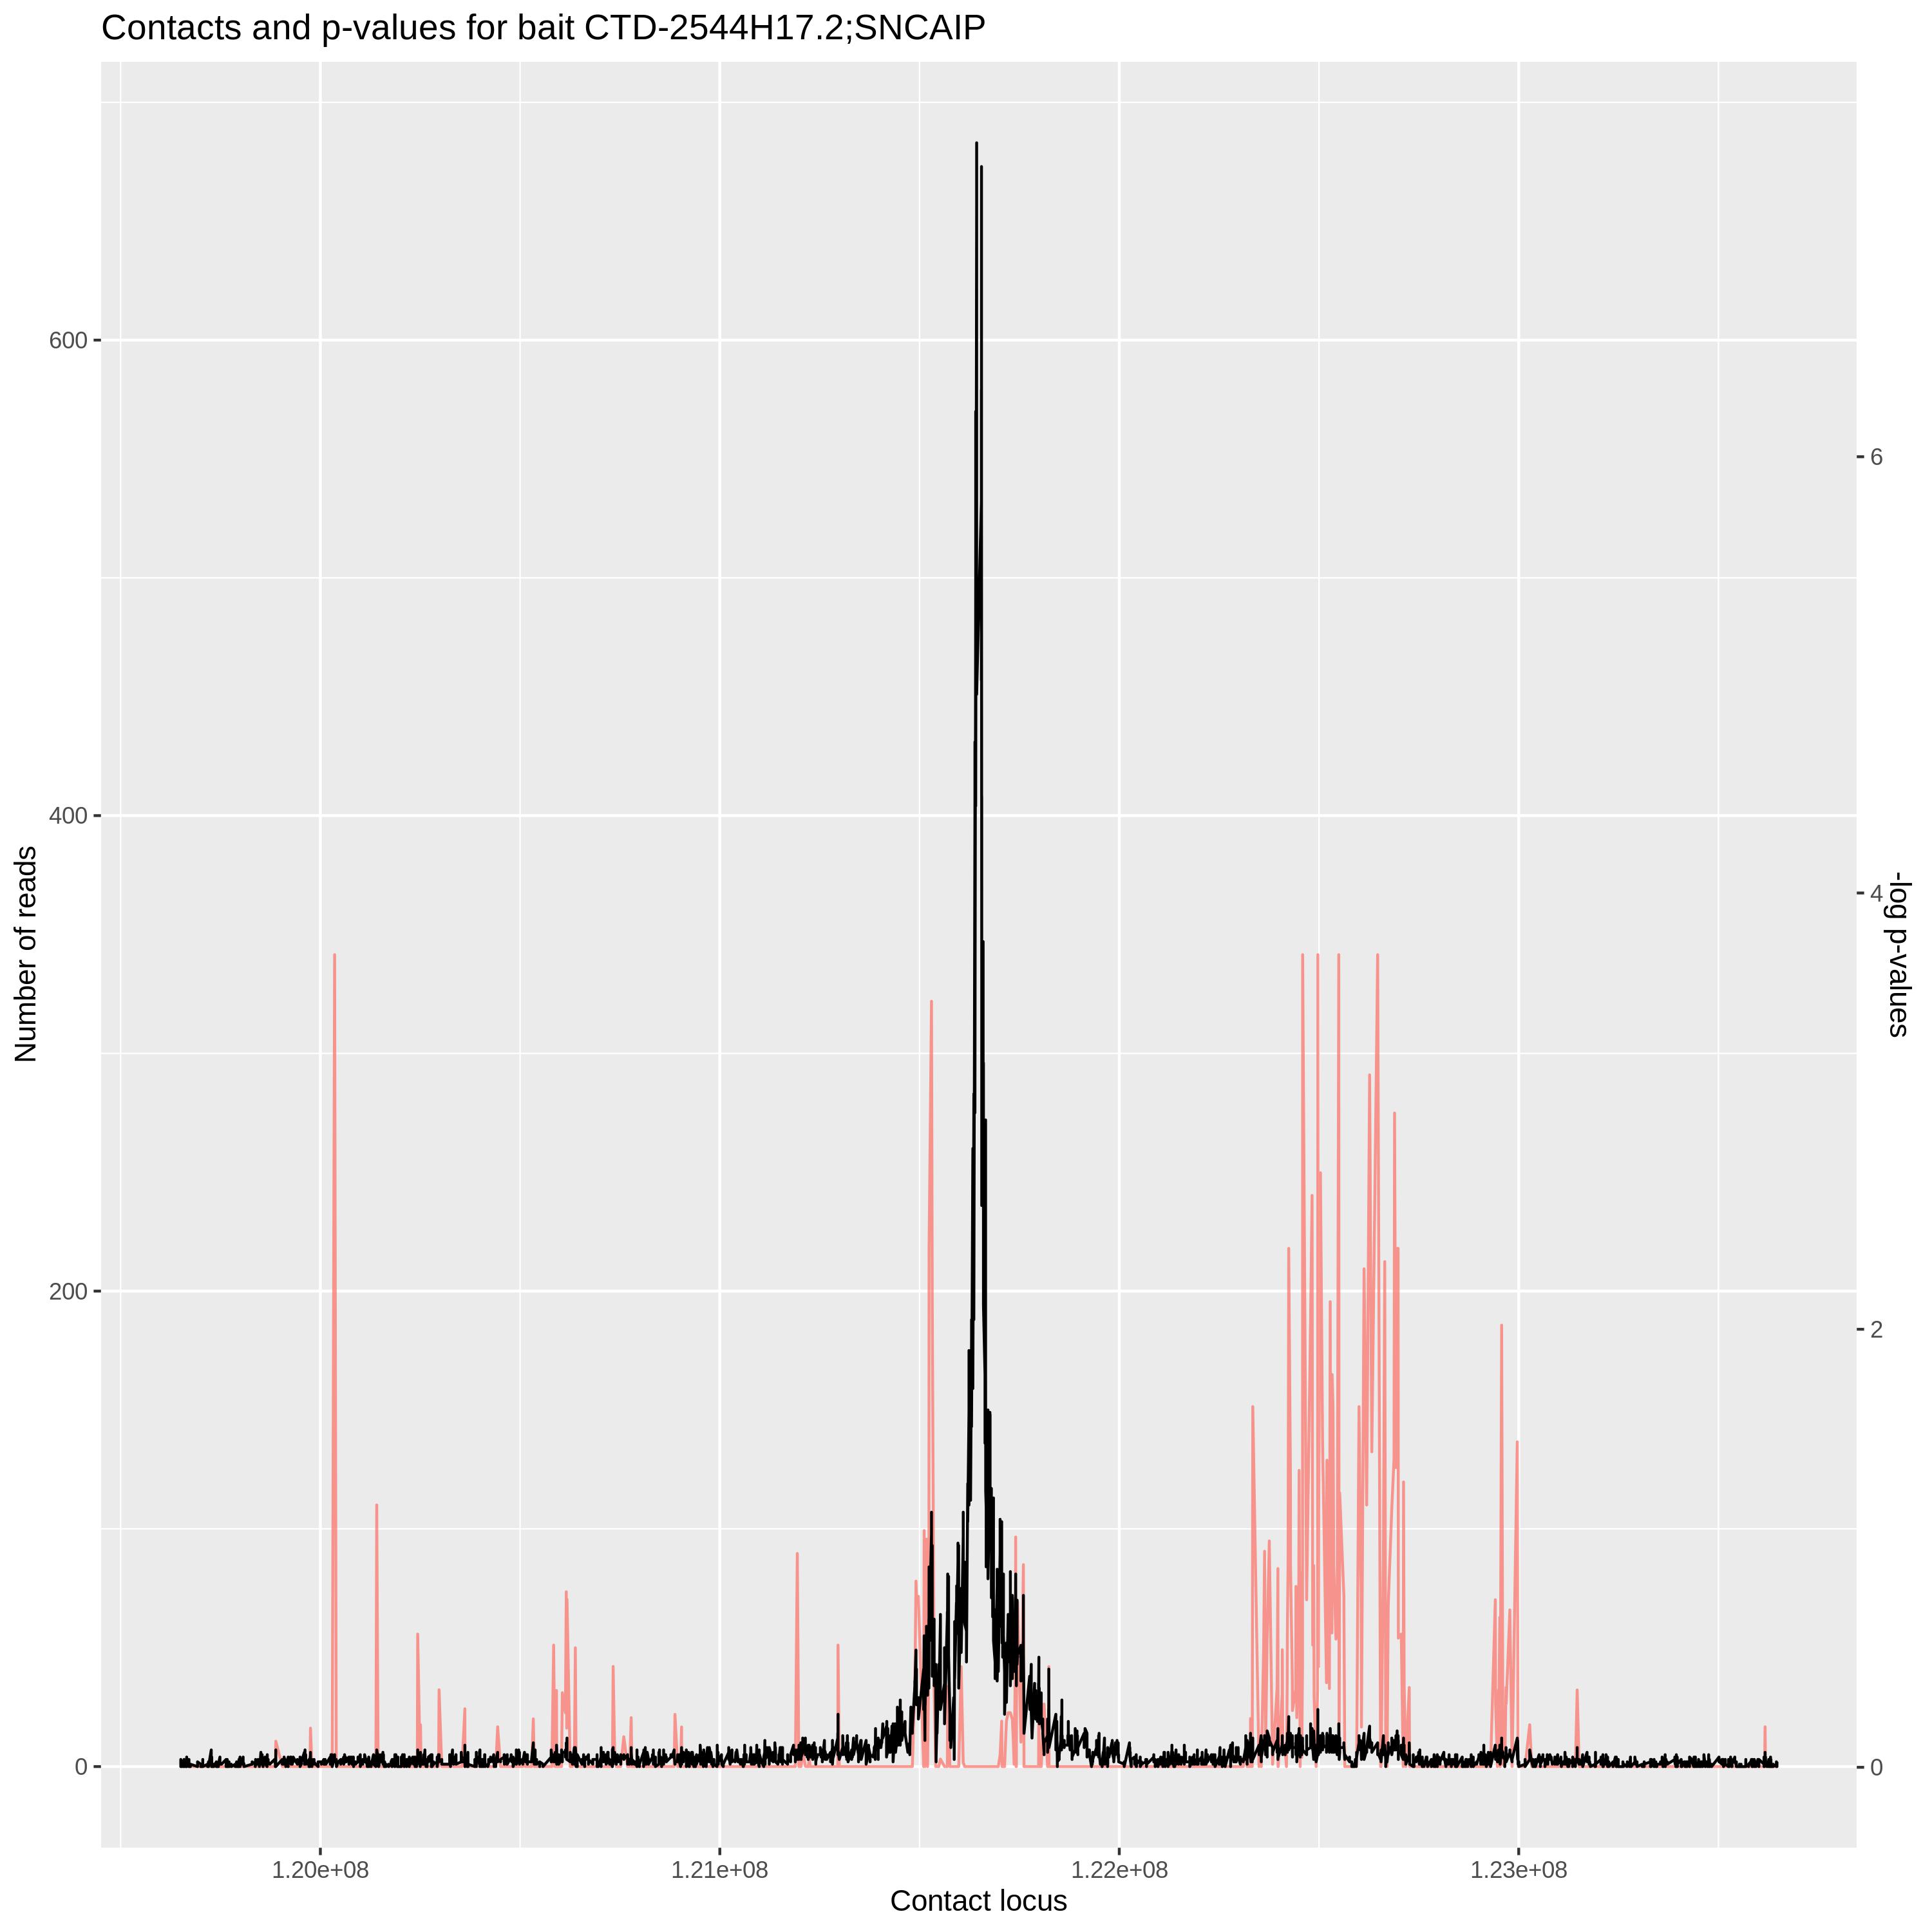 Contacts and p-values for bait CTD-2544H17.2;SNCAIP
Number of reads
600
400
200
0
6
4
2
0
-log p-values
1.20e+08
1.21e+08
1.22e+08
1.23e+08
Contact locus